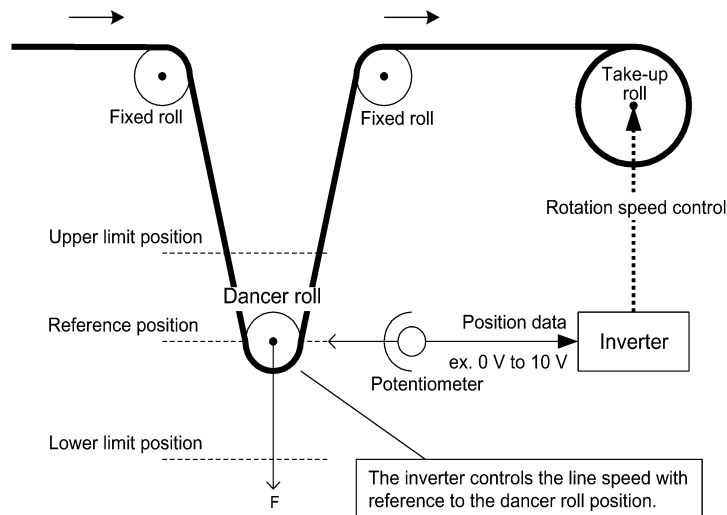 Take-up
roll
Fixed roll
Fixed roll
Rotation speed control
Upper limit position
Dancer roll
Reference position
Position data
Inverter
ex. 0 V to 10 V
Potentiometer
Lower limit position
The inverter controls the line speed with
reference to the dancer roll position.
F